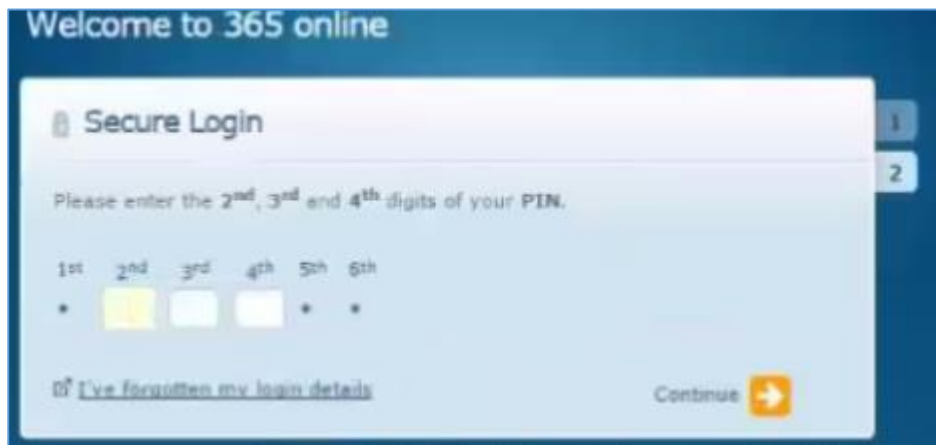 Welcome to 365 online
Secure Login
1
2
Please enter the 2nd, 3rd and 4th digits of your PIN.
1st 2nd 3rd 4th 5th 6th
I've forgotten my login details
Continue